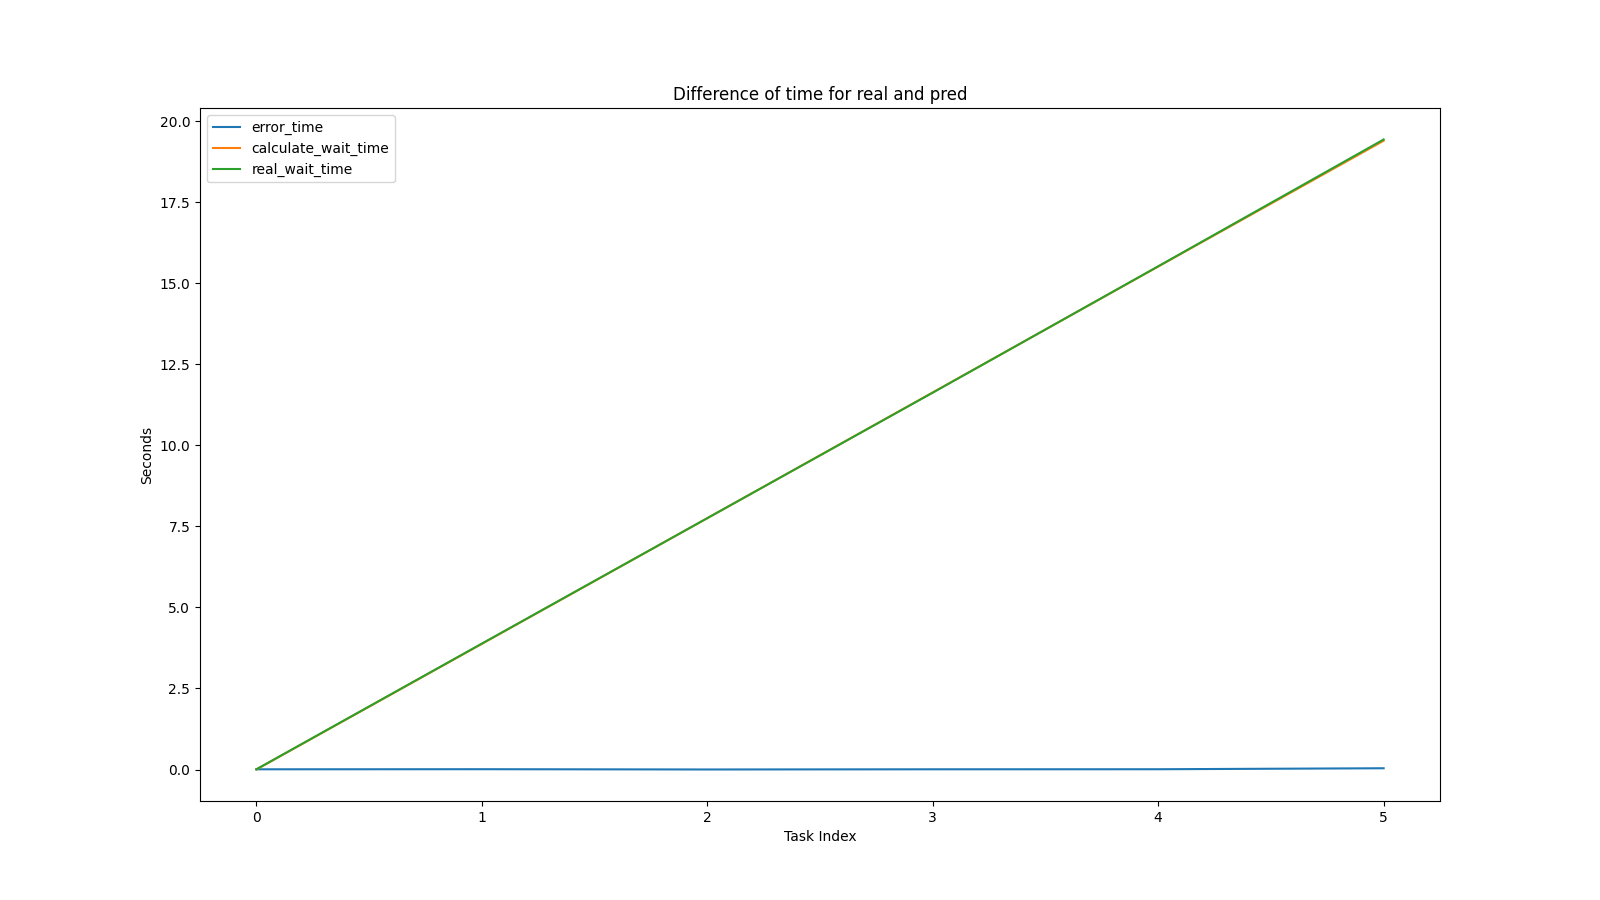 Difference of time for real and pred
error_time
calculate_wait_time
real_wait_time
20.0
17.5
15.0
12.5
10.0
7.5
5.0
2.5
0.0
Seconds
0 1 2 3 4 5
Task Index